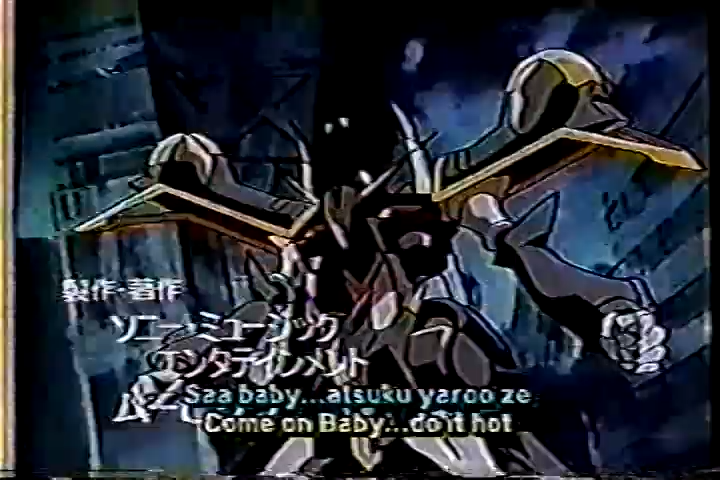 製作・著作
ソニー・ミュージック
エンタテインメント
ム
Saa baby...atsuku yaroo ze
Come on Baby...do it hot